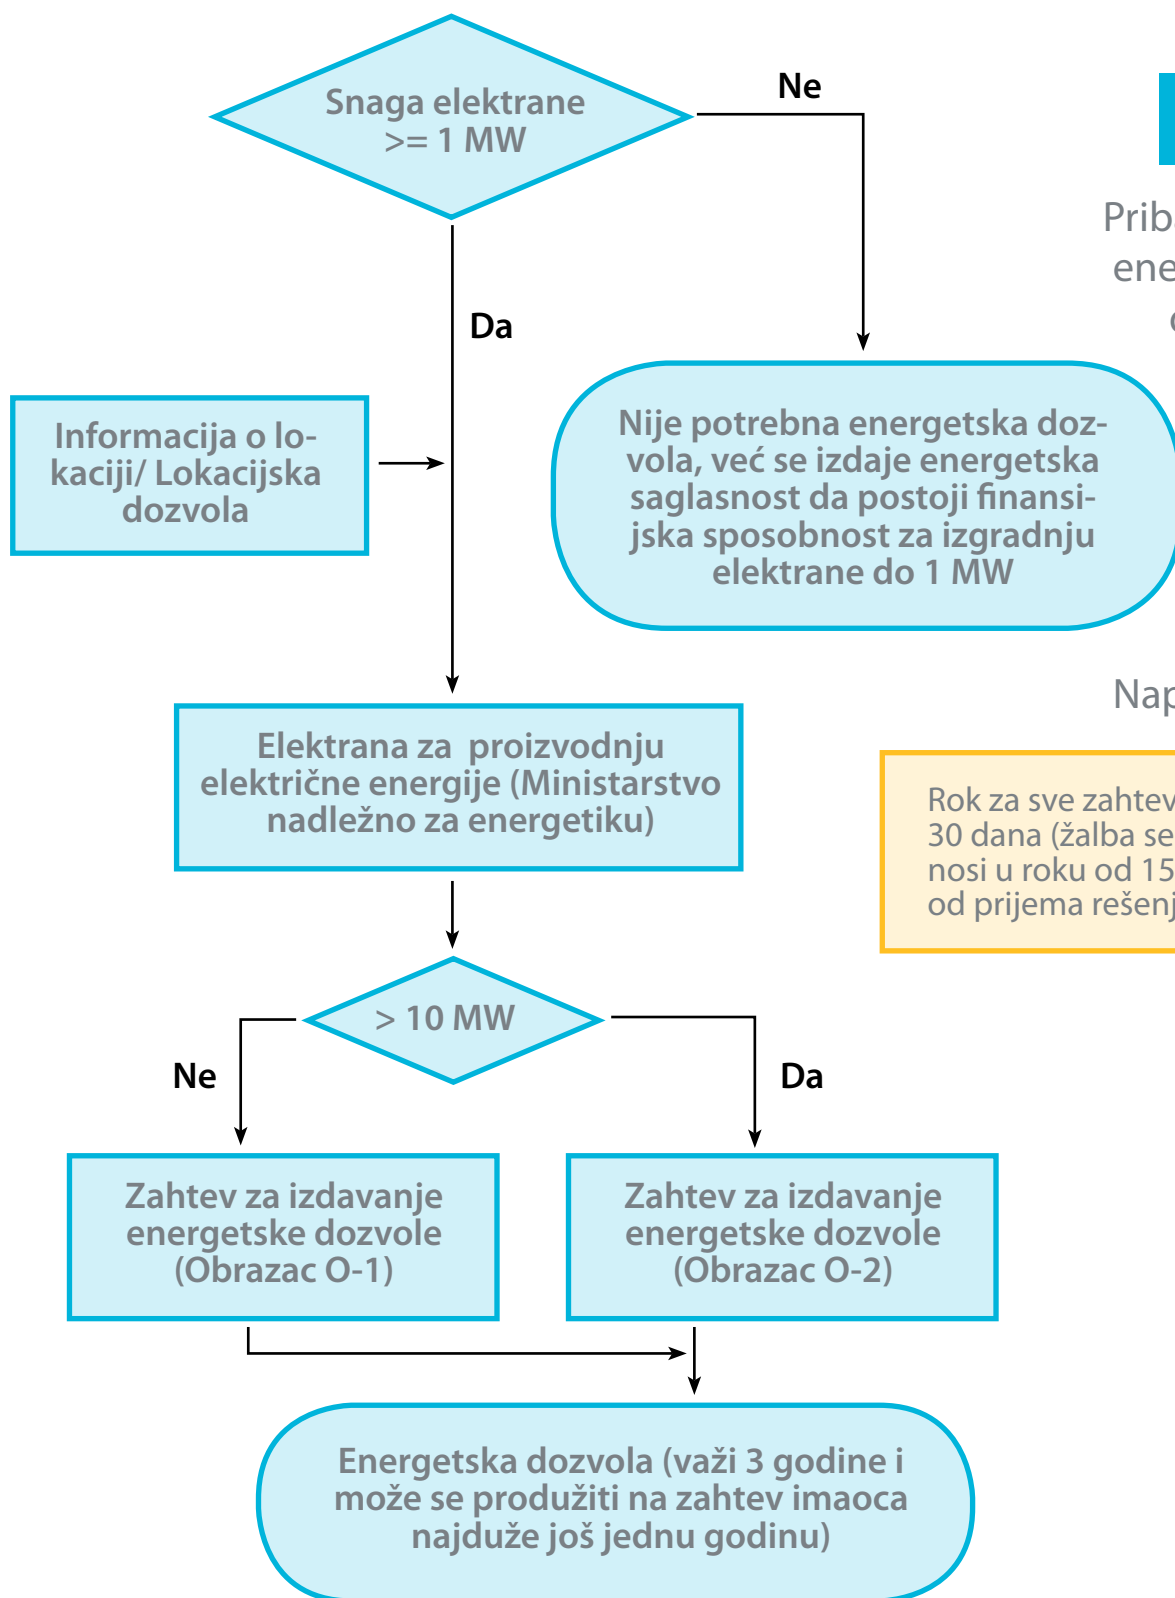 Snaga elektrane
>= 1 MW
Ne
Da
Informacija o lo-
kaciji/ Lokacijska
dozvola
Nije potrebna energetska doz-
vola, već se izdaje energetska
saglasnost da postoji finansi-
jska sposobnost za izgradnju
elektrane do 1 MW
Elektrana za proizvodnju
električne energije (Ministarstvo
nadležno za energetiku)
Rok za sve zahtev
30 dana (žalba se
nosi u roku od 15
od prijema rešenj
> 10 MW
Ne
Da
Zahtev za izdavanje
energetske dozvole
(Obrazac O-1)
Zahtev za izdavanje
energetske dozvole
(Obrazac O-2)
Energetska dozvola (važi 3 godine i
može se produžiti na zahtev imaoca
najduže još jednu godinu)